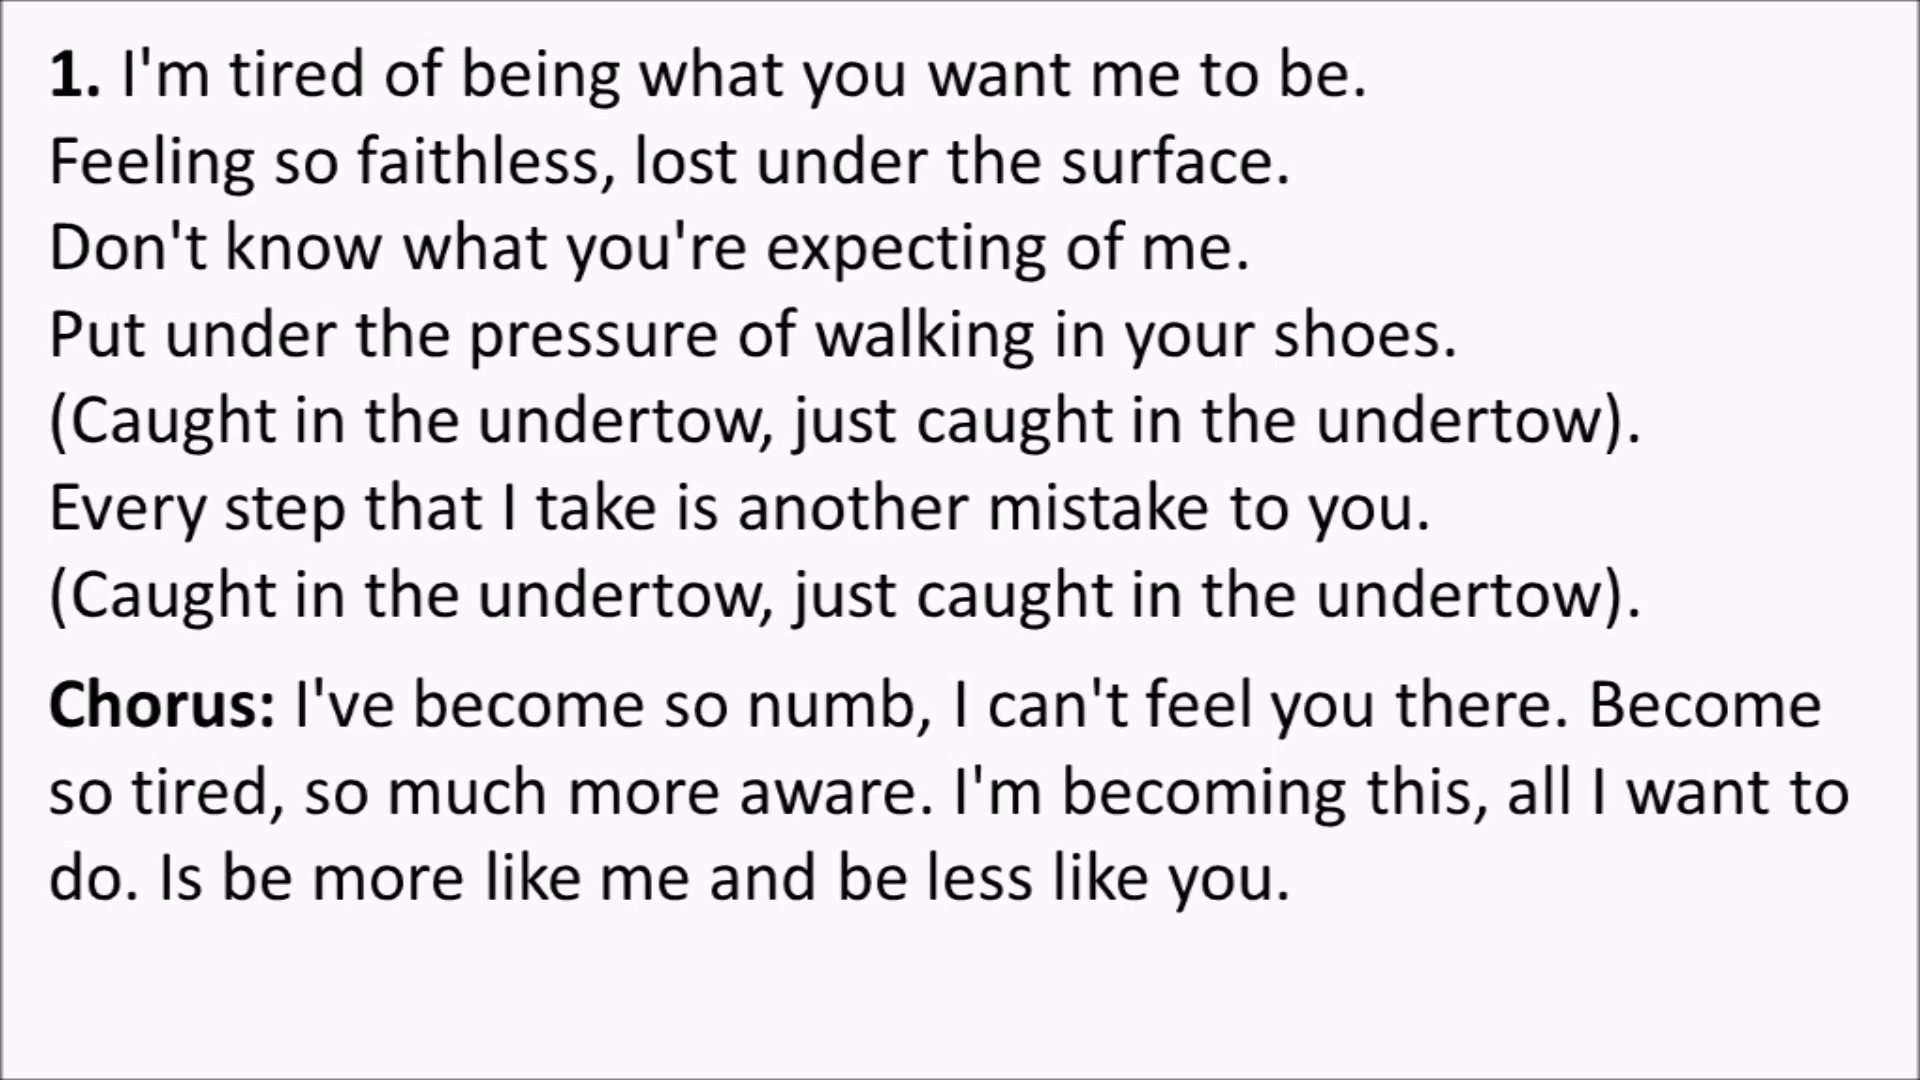 1. I'm tired of being what you want me to be.
Feeling so faithless, lost under the surface.
Don't know what you're expecting of me.
Put under the pressure of walking in your shoes.
(Caught in the undertow, just caught in the undertow).
Every step that I take is another mistake to you.
(Caught in the undertow, just caught in the undertow).
Chorus: I've become so numb, I can't feel you there. Become
so tired, so much more aware. I'm becoming this, all I want to
do. Is be more like me and be less like you.